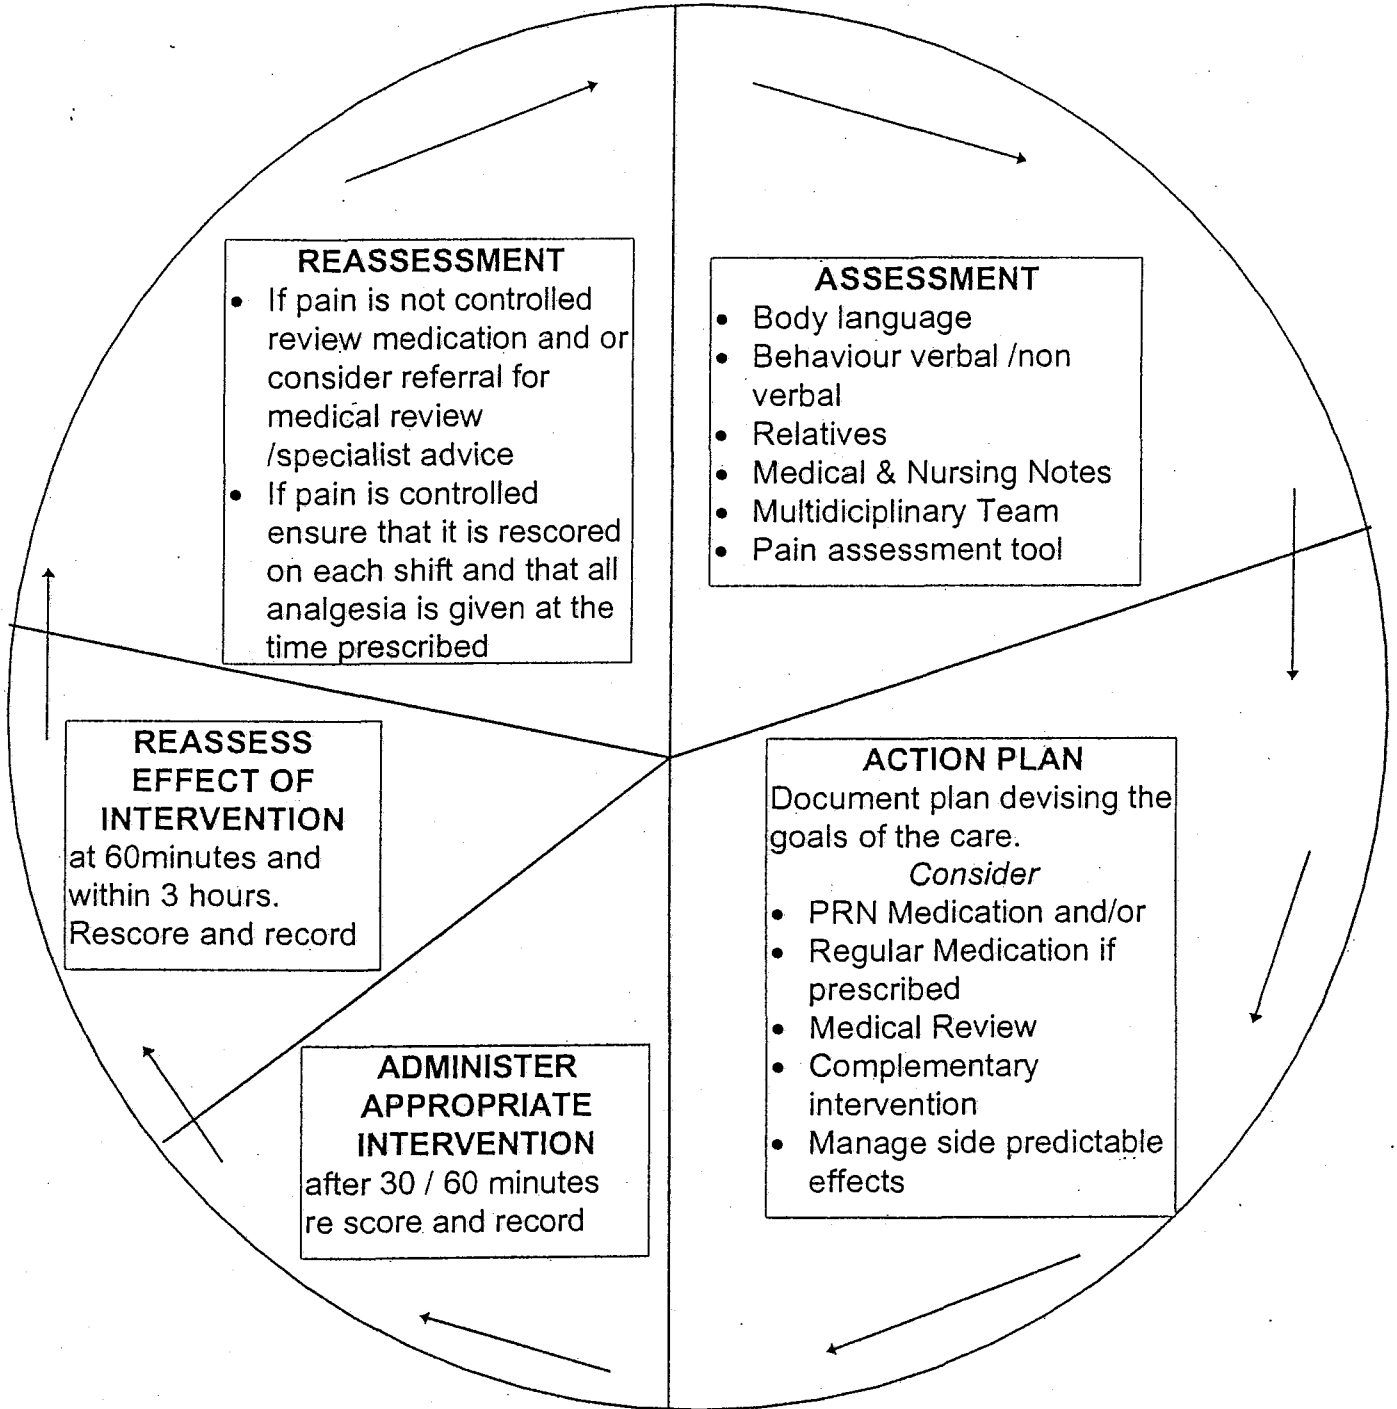 REASSESSMENT
• If pain is not controlled
review medication and or
consider referral for
medical review
/specialist advice
• If pain is controlled
ensure that it is rescored
on each shift and that all
analgesia is given at the
time prescribed
ASSESSMENT
• Body language
• Behaviour verbal /non
verbal
• Relatives
• Medical & Nursing Notes
• Multidiciplinary Team
• Pain assessment tool
ACTION PLAN
Document plan devising the
goals of the care.
Consider
• PRN Medication and/or
• Regular Medication if
prescribed
• Medical Review
• Complementary
intervention
• Manage side predictable
effects
ADMINISTER
APPROPRIATE
INTERVENTION
after 30 / 60 minutes
re score and record
REASSESS
EFFECT OF
INTERVENTION
at 60minutes and
within 3 hours.
Rescore and record